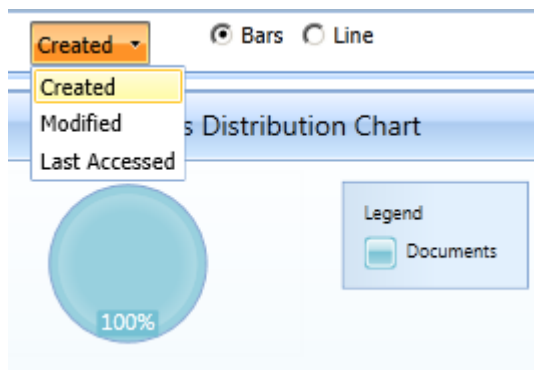 Created Bars Line
Created
Modified
s Distribution Chart
Last Accessed
Legend
Documents
100%